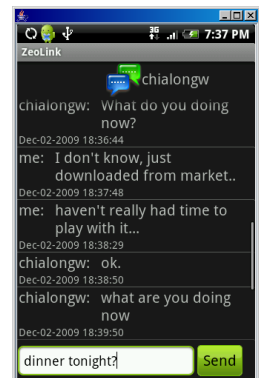 3G 7:37 PM
ZeoLink
chialongw
chialongw: What do you doing
now?
Dec-02-2009 18:36:44
me: I don't know, just
downloaded from market..
Dec-02-2009 18:37:48
me: haven't really had time to
play with it...
Dec-02-2009 18:38:29
chialongw: ok.
Dec-02-2009 18:38:50
chialongw: what are you doing
now
Dec-02-2009 18:39:50
dinner tonight?
Send